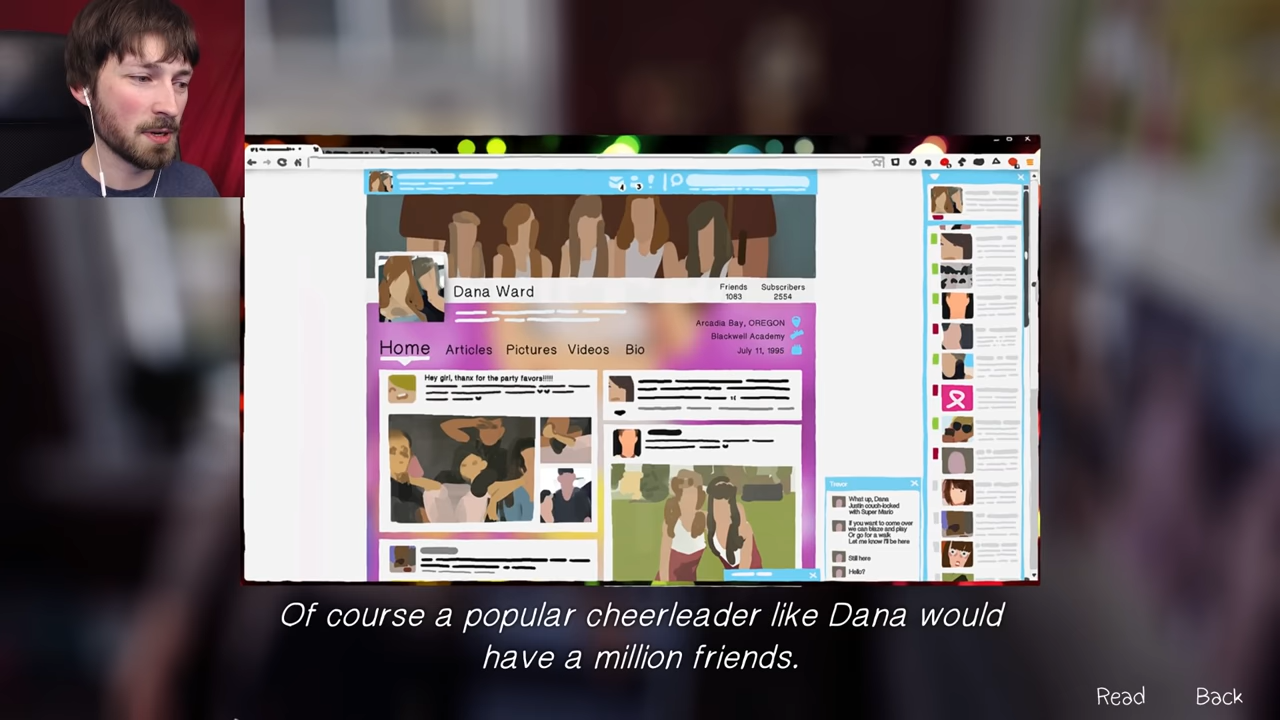 Dana Ward
Friends
1083
Subscribers
2554
Arcadia Bay, OREGON
Blackwell Academy
July 11, 1995
Home
Articles
Pictures
Videos
Bio
Hey girl, thanx for the party favors!!!!!
Trevor
What up, Dana
Justin couch-locked
with Super Mario
If you want to come over
we can blaze and play
Or go for a walk
Let me know I'll be here
Still here
Hello?
Of course a popular cheerleader like Dana would
have a million friends.
Read
Back